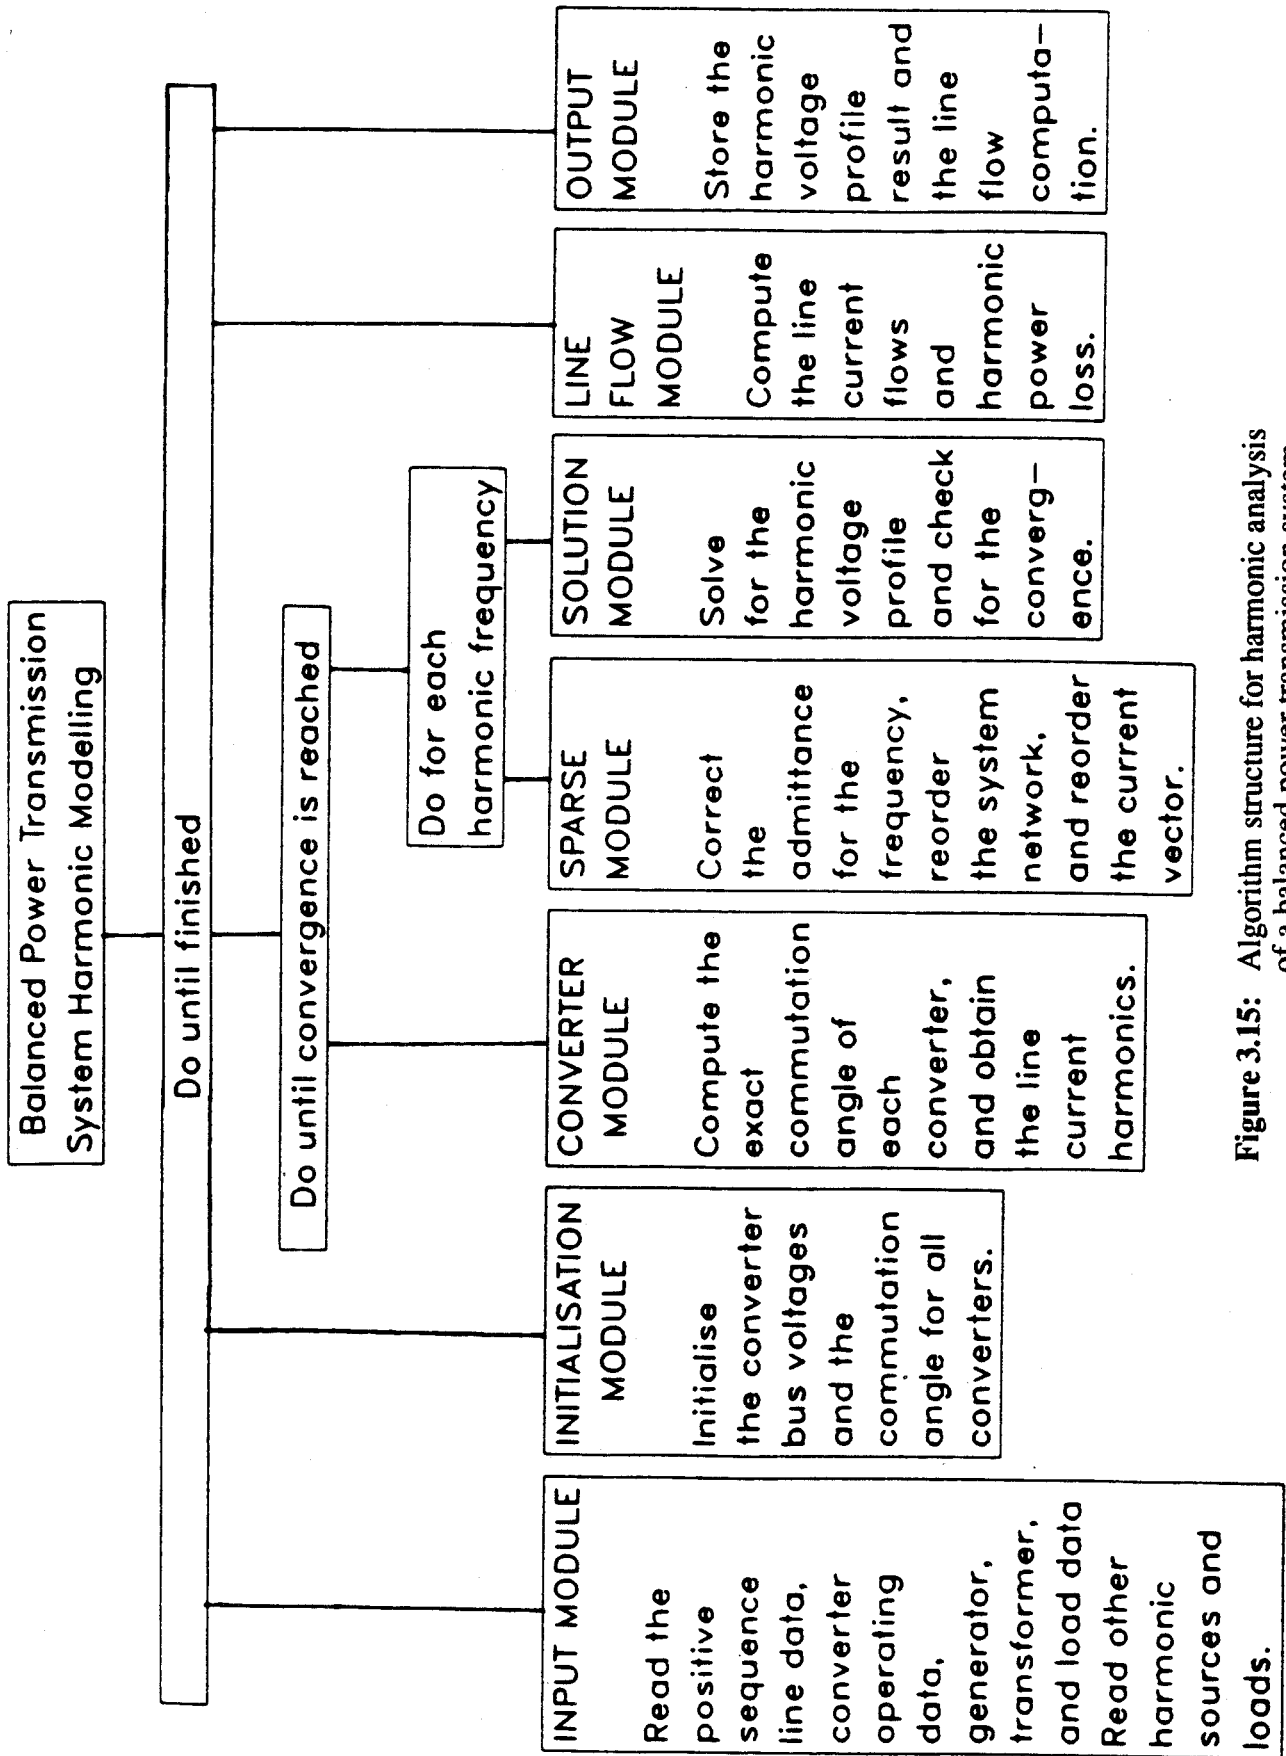 Balanced Power Transmission
System Harmonic Modelling
Do until finished
Do until convergence is reached
Do for each
harmonic frequency
INPUT MODULE
Read the
positive
sequence
line data,
converter
operating
data,
generator,
transformer,
and load data
Read other
harmonic
sources and
loads.
INITIALISATION
MODULE
Initialise
the converter
bus voltages
and the
commutation
angle for all
converters.
CONVERTER
MODULE
Compute the
exact
commutation
angle of
each
converter,
and obtain
the line
current
harmonics.
SPARSE
MODULE
Correct
the
admittance
for the
frequency,
reorder
the system
network,
and reorder
the current
vector.
SOLUTION
MODULE
Solve
for the
harmonic
voltage
profile
and check
for the
converg—
ence.
LINE
FLOW
MODULE
Compute
the line
current
flows
and
harmonic
power
loss.
OUTPUT
MODULE
Store the
harmonic
voltage
profile
result and
the line
flow
computa—
tion.
Figure 3.15: Algorithm structure for harmonic analysis
of a balanced power transmission system